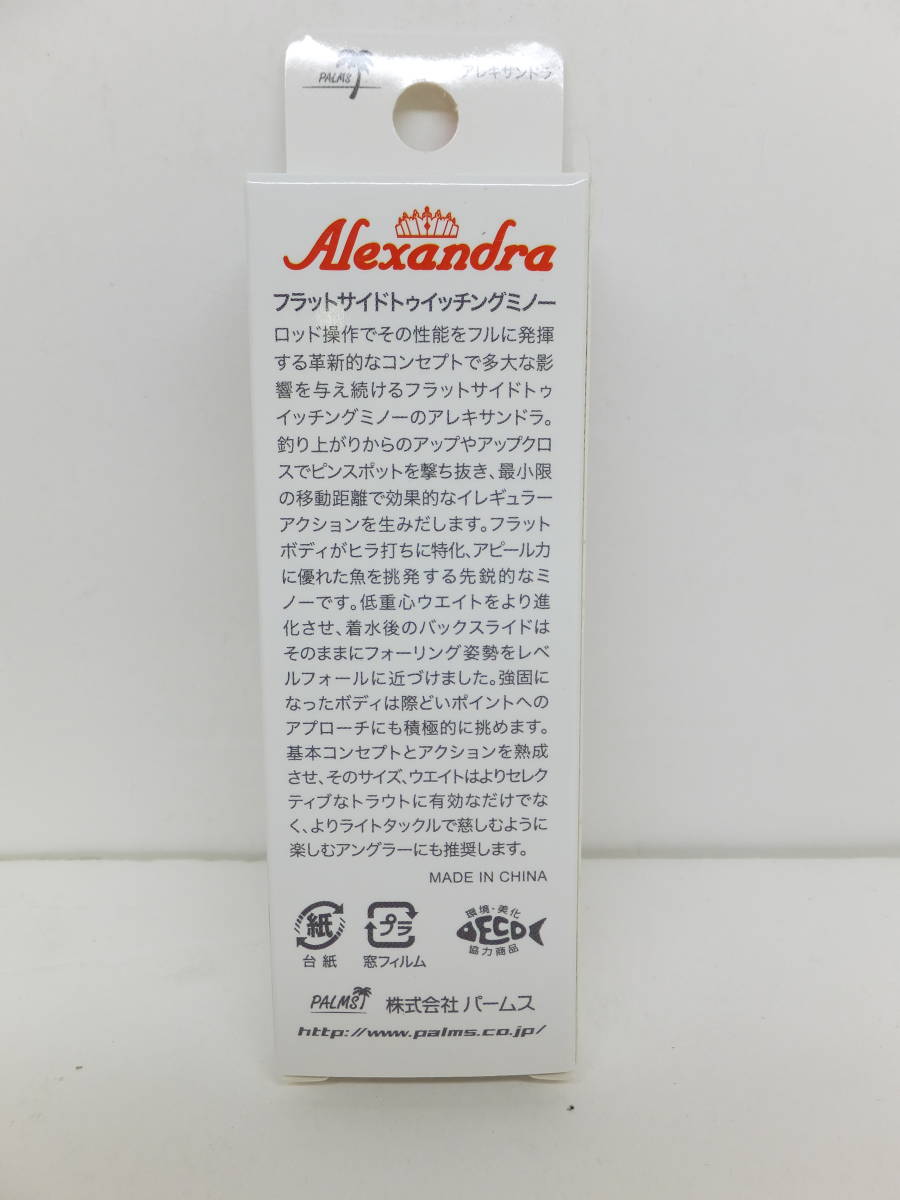 PALMS
アレキサンドラ
Alexandra
フラットサイドトゥイッチングミノー
ロッド操作でその性能をフルに発揮
する革新的なコンセプトで多大な影
響を与え続けるフラットサイドトゥ
イッチングミノーのアレキサンドラ。
釣り上がりからのアップやアップクロ
スでピンスポットを撃ち抜き、最小限
の移動距離で効果的なイレギュラー
アクションを生みだします。フラット
ボディがヒラ打ちに特化、アピール力
に優れた魚を挑発する先鋭的なミ
ノーです。低重心ウエイトをより進
化させ、着水後のバックスライドは
そのままにフォーリング姿勢をレベ
ルフォールに近づけました。強固に
なったボディは際どいポイントへの
アプローチにも積極的に挑めます。
基本コンセプトとアクションを熟成
させ、そのサイズ、ウエイトはよりセレク
ティブなトラウトに有効なだけでな
く、よりライトタックルで慈しむように
楽しむアングラーにも推奨します。
MADE IN CHINA
紙
台紙
プラ
窓フィルム
環境・美化
ECO
協力商品
PALMS
株式会社 パームス
http://www.palms.co.jp/